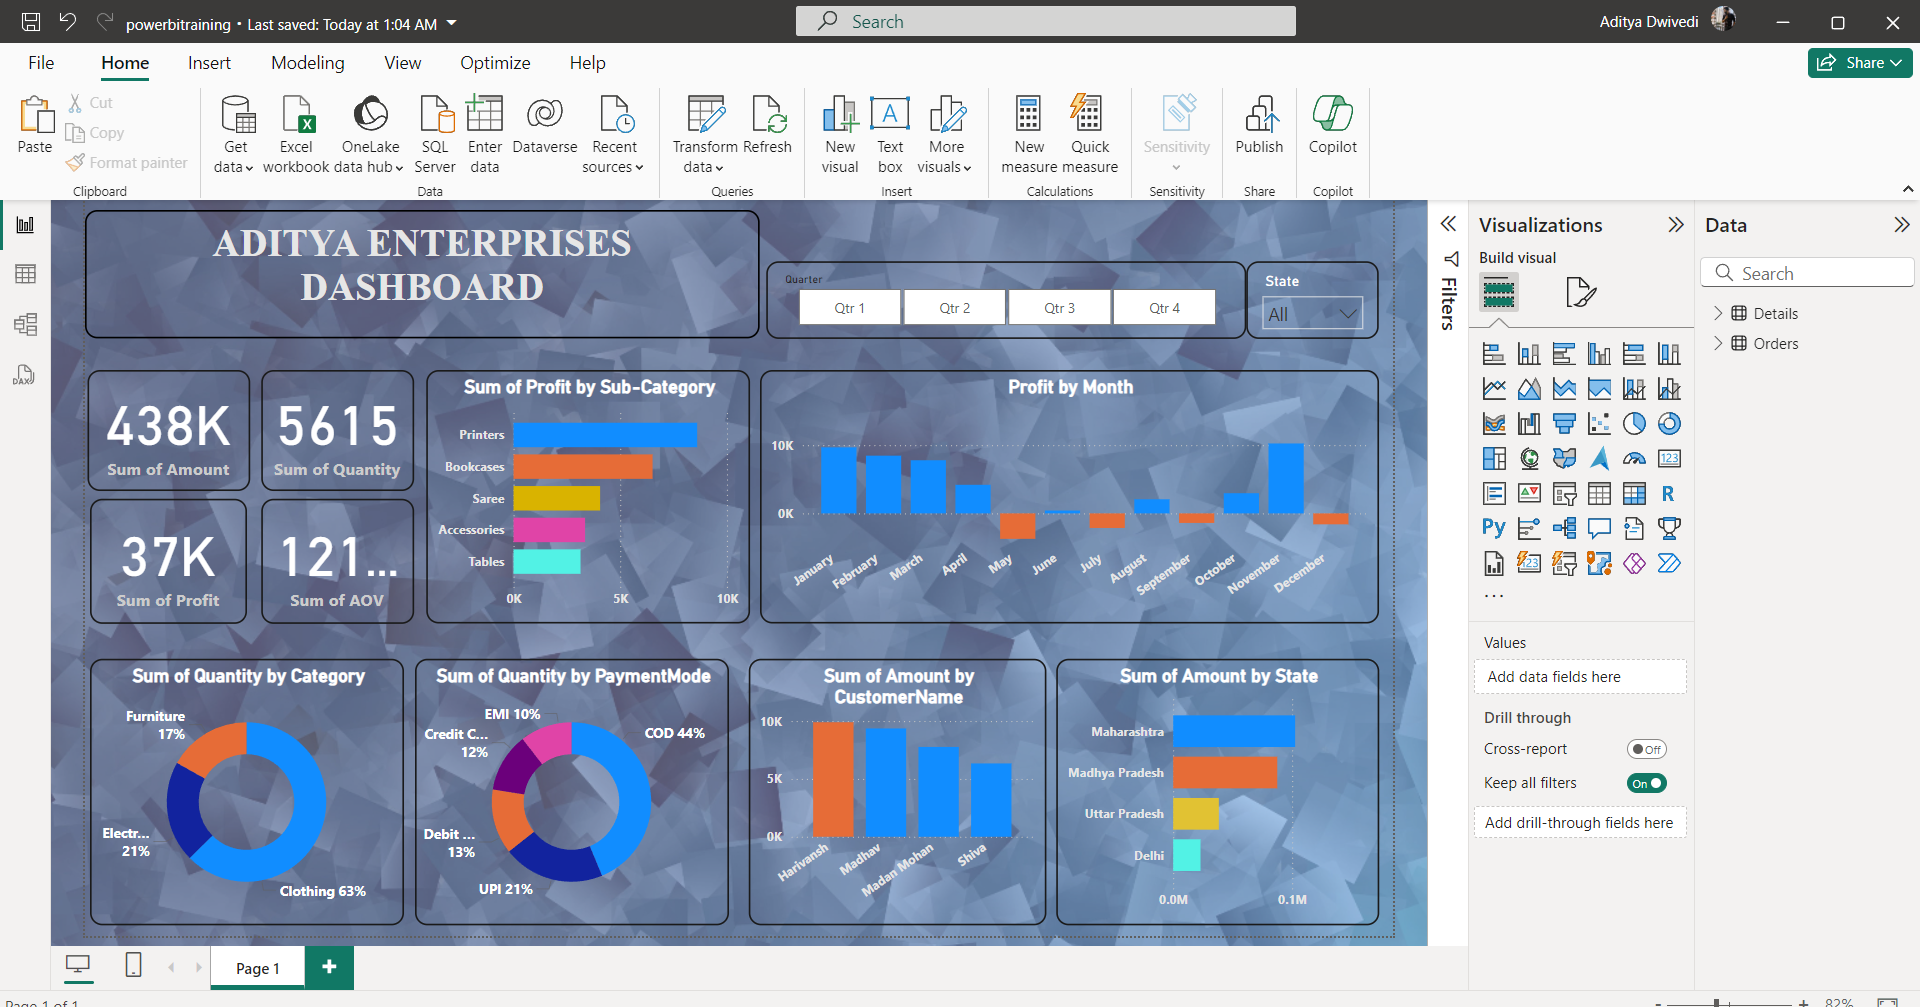 powerbitraining • Last saved: Today at 1:04 AM
Search
Aditya Dwivedi
File
Home
Insert
Modeling
View
Optimize
Help
Share
Paste
Cut
Copy
Format painter
Clipboard
Get data
Excel workbook
OneLake data hub
SQL Server
Enter data
Dataverse
Recent sources
Data
Transform data
Refresh
Queries
New visual
Text box
More visuals
Insert
New measure
Quick measure
Calculations
Sensitivity
Sensitivity
Publish
Share
Copilot
Copilot
ADITYA ENTERPRISES
DASHBOARD
Quarter
Qtr 1
Qtr 2
Qtr 3
Qtr 4
State
All
438K
Sum of Amount
5615
Sum of Quantity
37K
Sum of Profit
121...
Sum of AOV
Sum of Profit by Sub-Category
Printers
Bookcases
Saree
Accessories
Tables
0K
5K
10K
Profit by Month
10K
0K
January
February
March
April
May
June
July
August
September
October
November
December
Sum of Quantity by Category
Furniture
17%
Electr...
21%
Clothing 63%
Sum of Quantity by PaymentMode
EMI 10%
Credit C...
12%
COD 44%
Debit ...
13%
UPI 21%
Sum of Amount by
CustomerName
10K
5K
0K
Harivansh
Madhav
Madan Mohan
Shiva
Sum of Amount by State
Maharashtra
Madhya Pradesh
Uttar Pradesh
Delhi
0.0M
0.1M
Filters
Visualizations
Build visual
123
R
Py
123
...
Values
Add data fields here
Drill through
Cross-report
Off
Keep all filters
On
Add drill-through fields here
Data
Search
Details
Orders
DAX
Page 1
Page 1 of 1
- +
82%